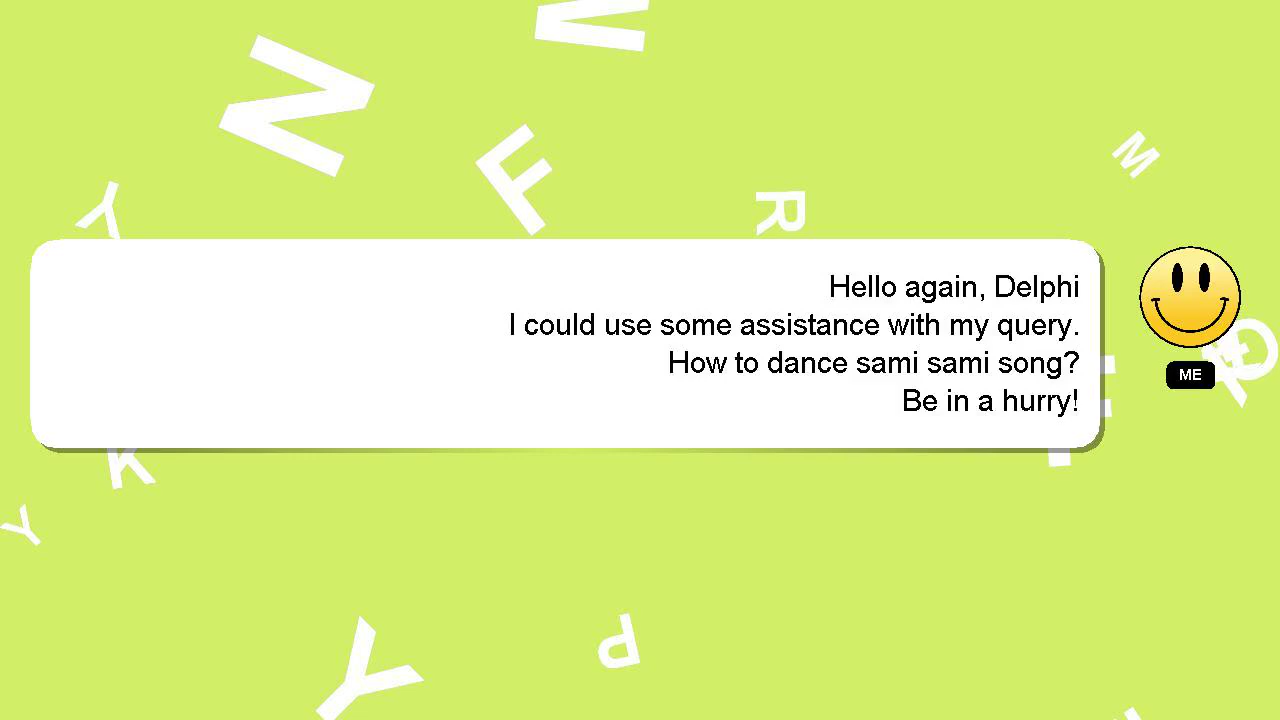 Hello again, Delphi
I could use some assistance with my query.
How to dance sami sami song?
Be in a hurry!
ME
N
N
F
M
Y
R
K
Y
Y
P